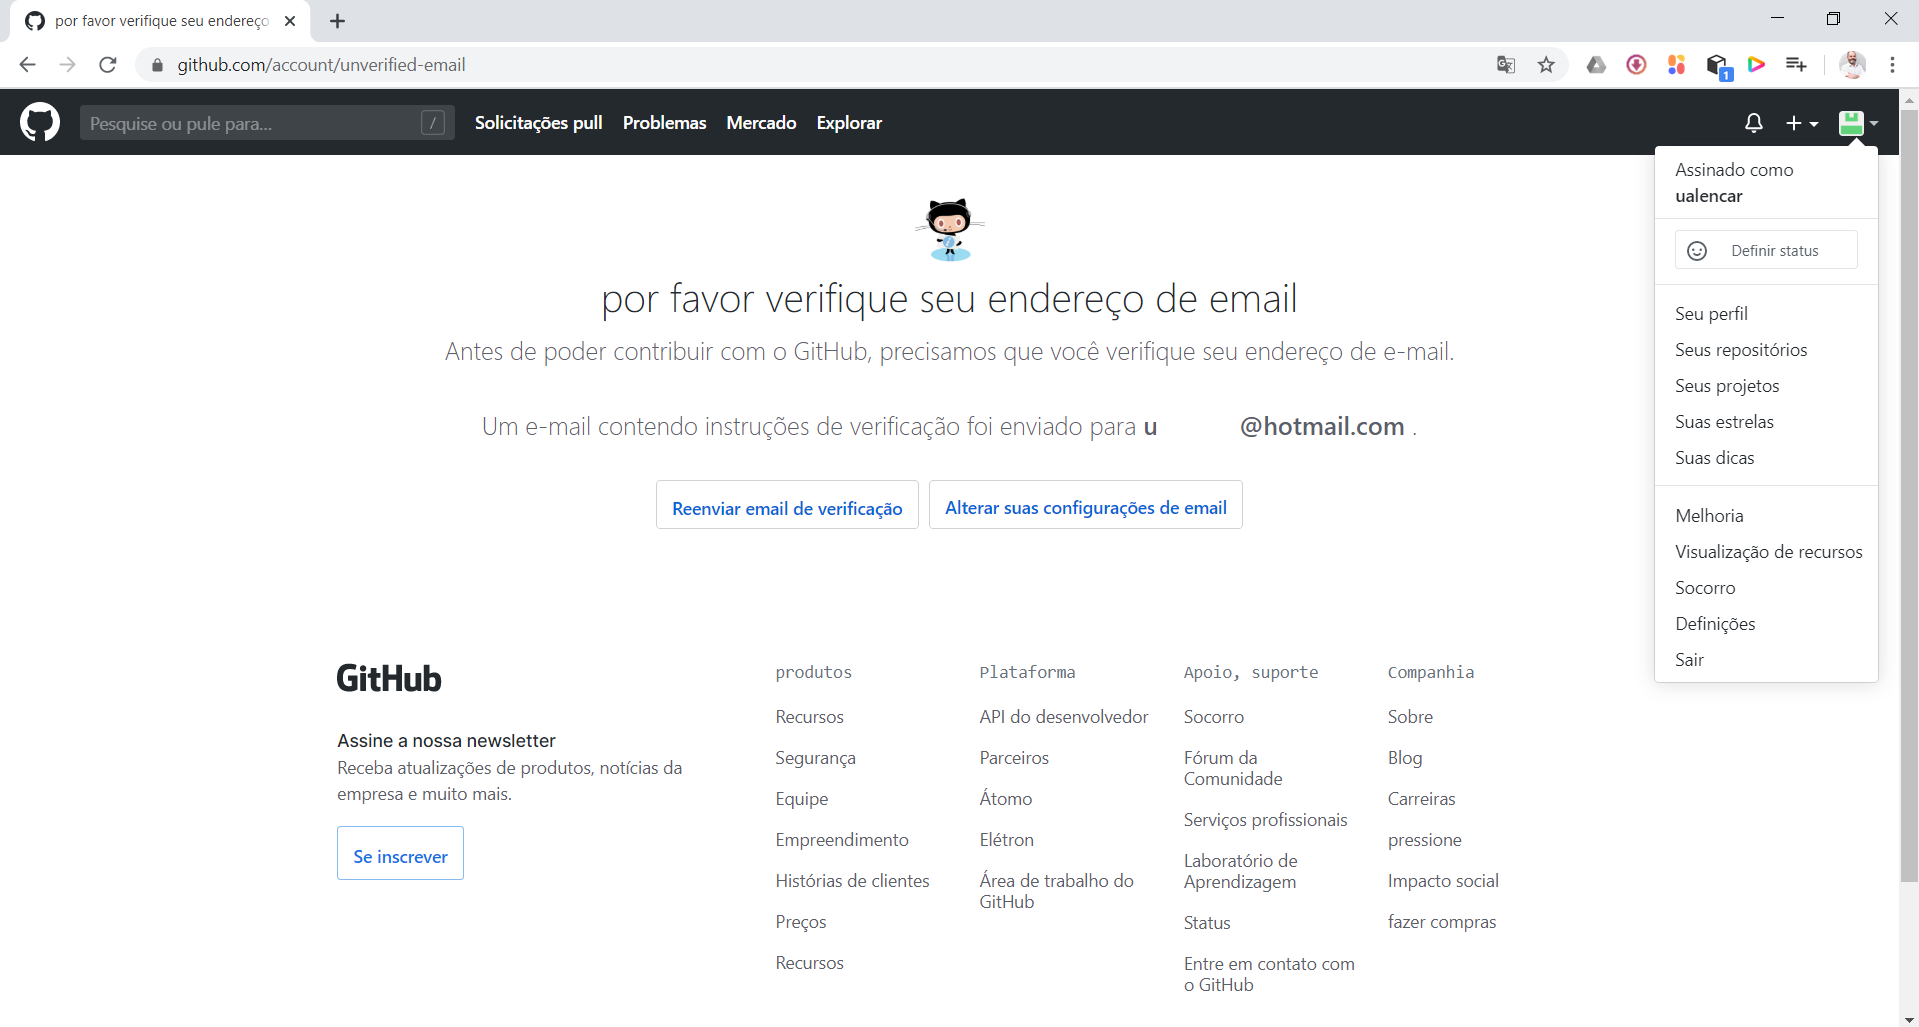 por favor verifique seu endereço
github.com/account/unverified-email
1
Pesquise ou pule para...
/
Solicitações pull
Problemas
Mercado
Explorar
Assinado como
ualencar
Definir status
Seu perfil
Seus repositórios
Seus projetos
Suas estrelas
Suas dicas
Melhoria
Visualização de recursos
Socorro
Definições
Sair
por favor verifique seu endereço de email
Antes de poder contribuir com o GitHub, precisamos que você verifique seu endereço de e-mail.
Um e-mail contendo instruções de verificação foi enviado para u @hotmail.com .
Reenviar email de verificação
Alterar suas configurações de email
GitHub
Assine a nossa newsletter
Receba atualizações de produtos, notícias da
empresa e muito mais.
Se inscrever
produtos
Recursos
Segurança
Equipe
Empreendimento
Histórias de clientes
Preços
Recursos
Plataforma
API do desenvolvedor
Parceiros
Átomo
Elétron
Área de trabalho do
GitHub
Apoio, suporte
Socorro
Fórum da
Comunidade
Serviços profissionais
Laboratório de
Aprendizagem
Status
Entre em contato com
o GitHub
Companhia
Sobre
Blog
Carreiras
pressione
Impacto social
fazer compras